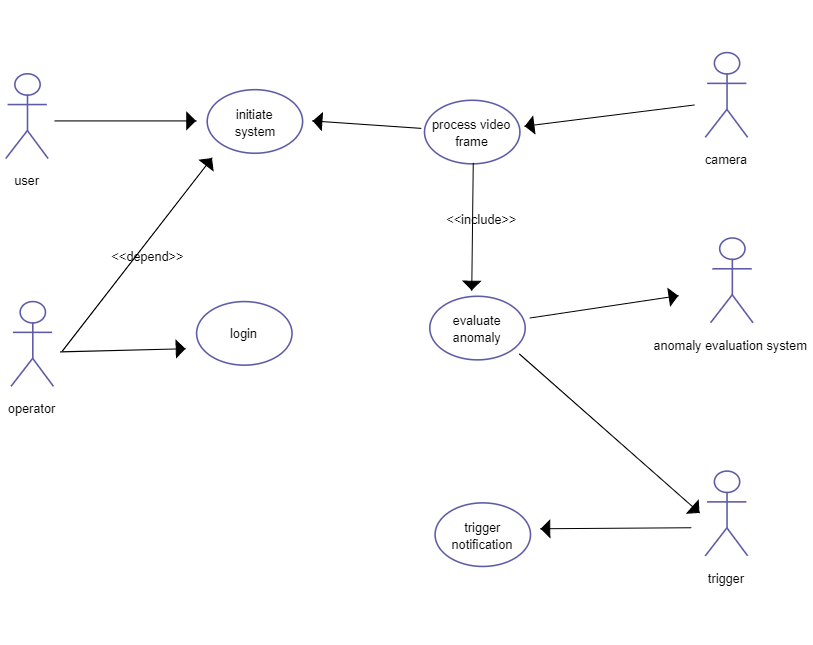 initiate
system
process video
frame
camera
user
<<include>>
<<depend>>
evaluate
anomaly
login
anomaly evaluation system
operator
trigger
notification
trigger